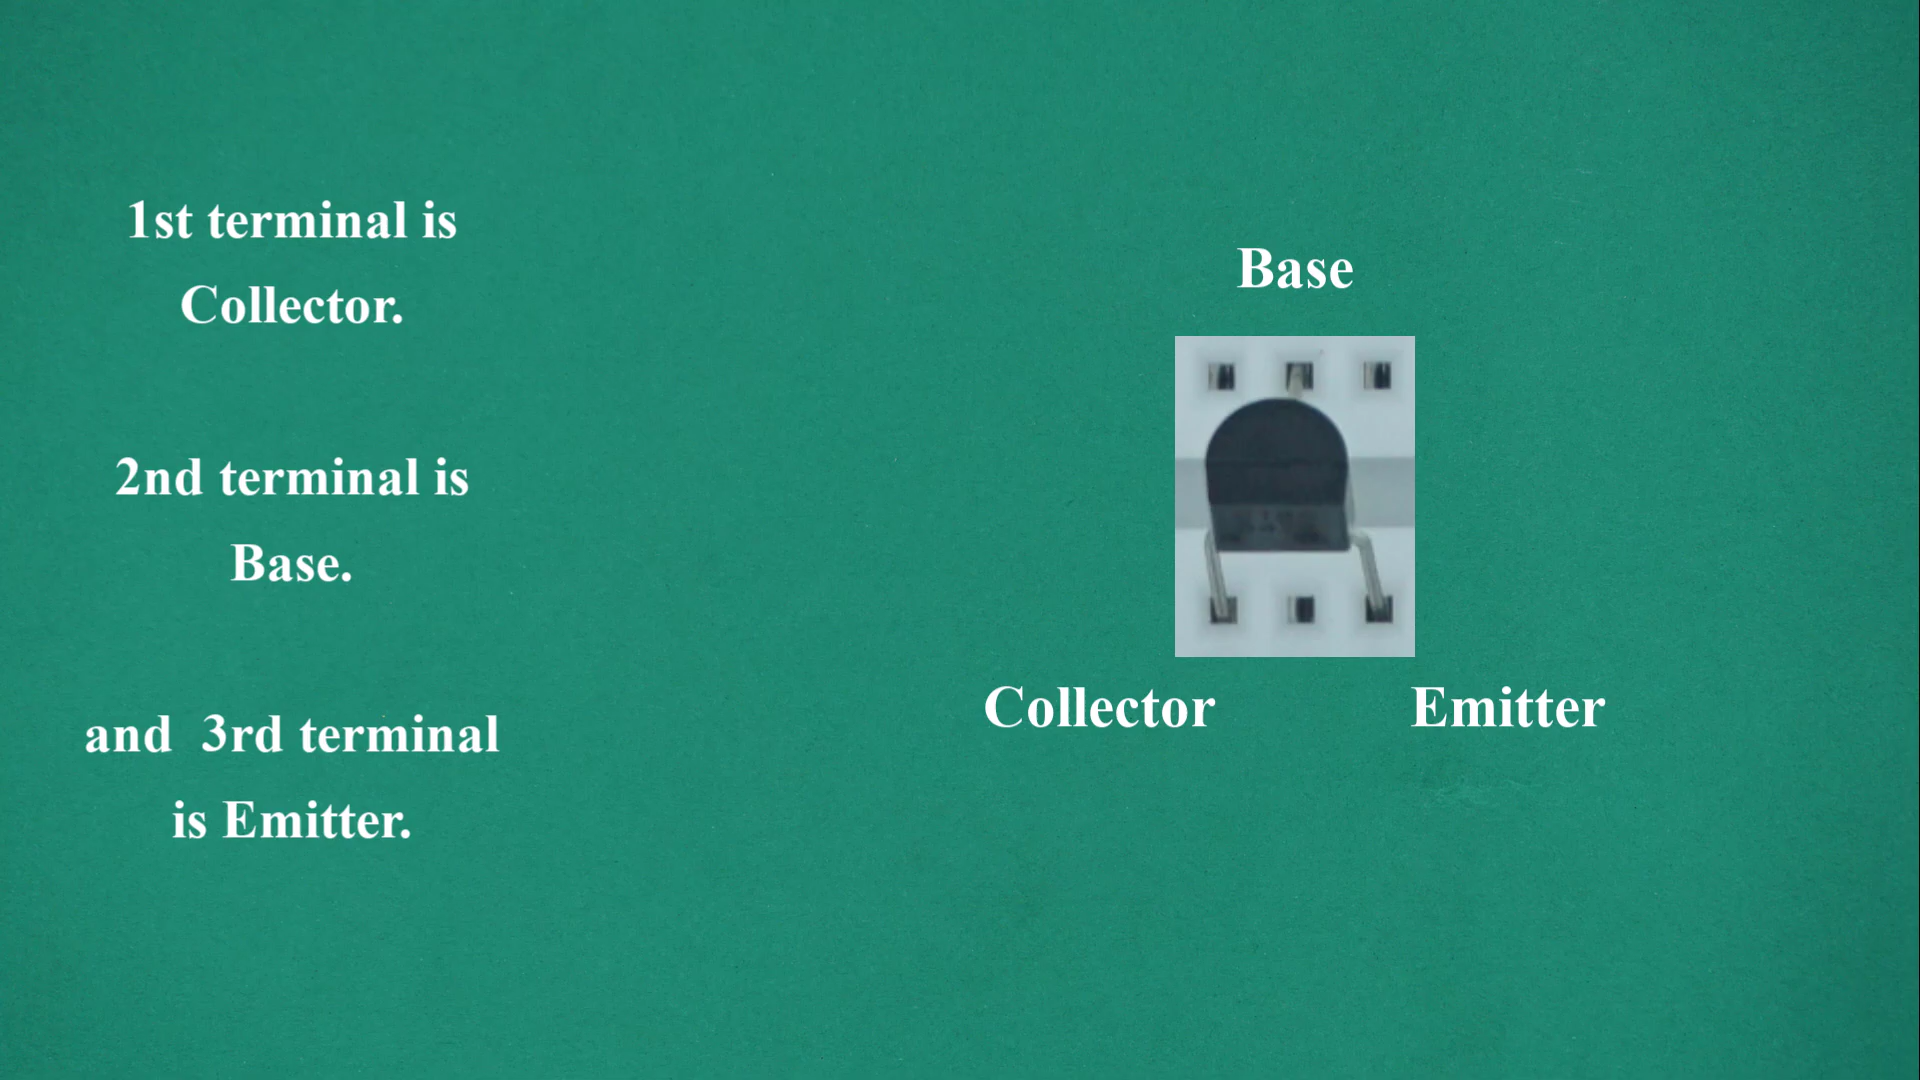 1st terminal is
Collector.
2nd terminal is
Base.
and  3rd terminal
is Emitter.
Base
Collector
Emitter